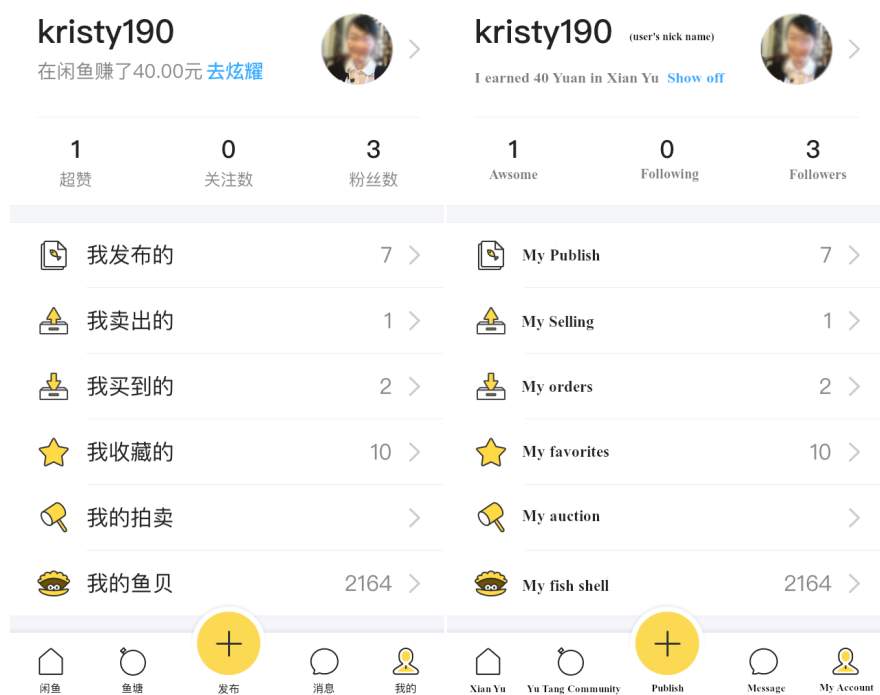 kristy190
在闲鱼赚了40.00元 去炫耀
1 0 3
超赞 关注数 粉丝数
我发布的 7
我卖出的 1
我买到的 2
我收藏的 10
我的拍卖
我的鱼贝 2164
闲鱼 鱼塘 发布 消息 我的
kristy190 (user's nick name)
I earned 40 Yuan in Xian Yu Show off
1 0 3
Awsome Following Followers
My Publish 7
My Selling 1
My orders 2
My favorites 10
My auction
My fish shell 2164
Xian Yu Yu Tang Community Publish Message My Account